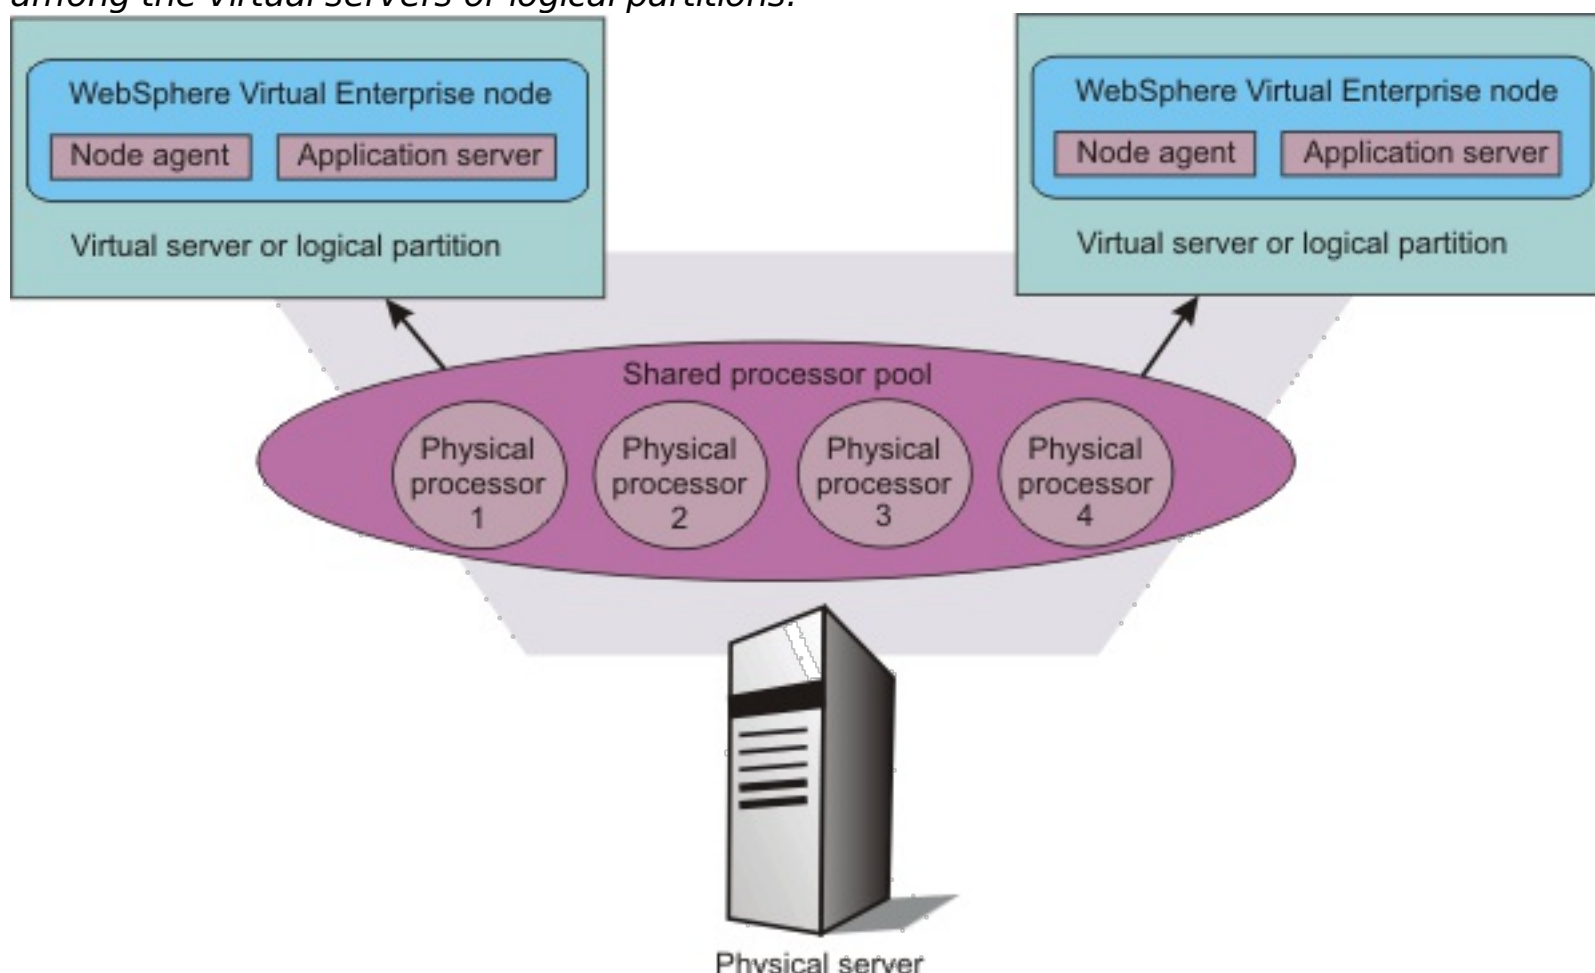 among the virtual servers or logical partitions.
WebSphere Virtual Enterprise node
Node agent
Application server
Virtual server or logical partition
WebSphere Virtual Enterprise node
Node agent
Application server
Virtual server or logical partition
Shared processor pool
Physical
processor
1
Physical
processor
2
Physical
processor
3
Physical
processor
4
Physical server